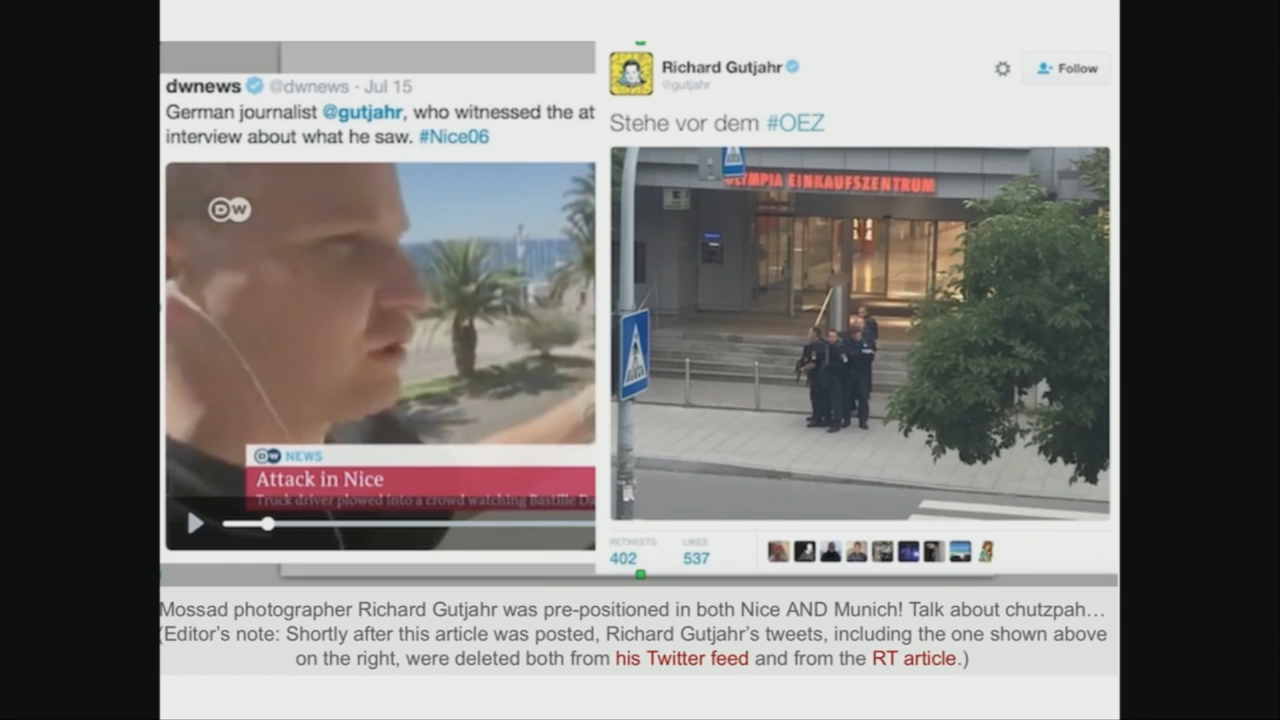 dwnews @dwnews · Jul 15
German journalist @gutjahr, who witnessed the at
interview about what he saw. #Nice06
DW
DW NEWS
Attack in Nice
Truck driver plowed into a crowd watching Bastille Da
Richard Gutjahr
@gutjahr
Follow
Stehe vor dem #OEZ
OLYMPIA EINKAUFSZENTRUM
RETWEETS LIKES
402 537
Mossad photographer Richard Gutjahr was pre-positioned in both Nice AND Munich! Talk about chutzpah…
(Editor's note: Shortly after this article was posted, Richard Gutjahr's tweets, including the one shown above
on the right, were deleted both from his Twitter feed and from the RT article.)